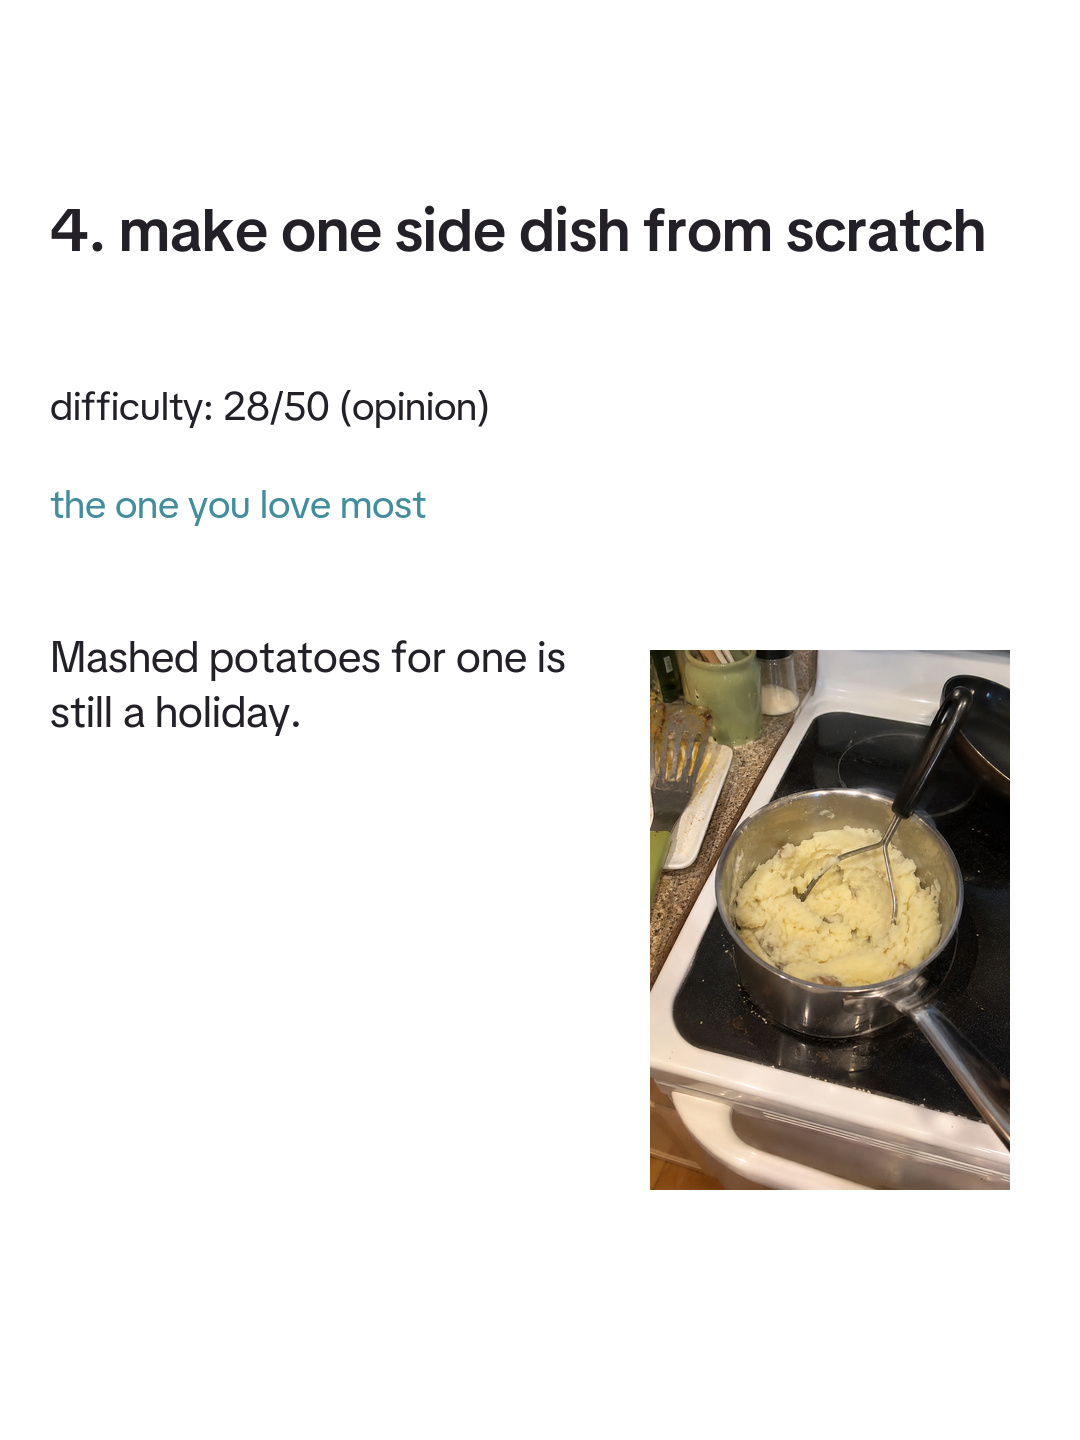 4. make one side dish from scratch
difficulty: 28/50 (opinion)
the one you love most
Mashed potatoes for one is
still a holiday.